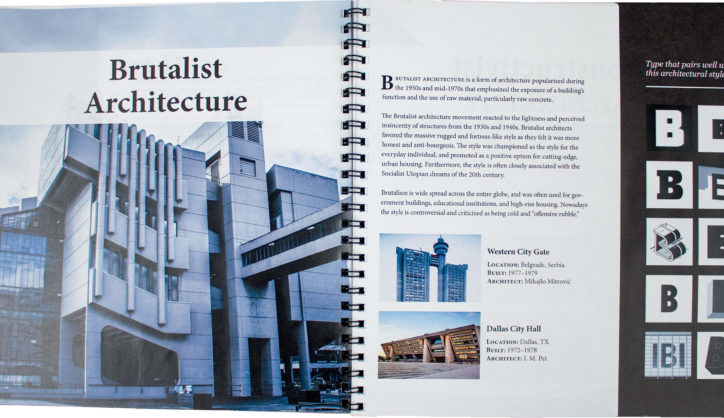 Brutalist
Architecture
BRUTALIST ARCHITECTURE is a form of architecture popularized during
the 1950s and mid-1970s that emphasized the exposure of a building's
function and the use of raw material, particularly raw concrete.
The Brutalist architecture movement reacted to the lightness and perceived
insincerity of structures from the 1930s and 1940s. Brutalist architects
favored the massive rugged and fortress-like style as they felt it was more
honest and anti-bourgeois. The style was championed as the style for the
everyday individual, and promoted as a positive option for cutting-edge,
urban housing. Furthermore, the style is often closely associated with the
Socialist Utopian dreams of the 20th century.
Brutalism is wide spread across the entire globe, and was often used for gov-
ernment buildings, educational institutions, and high-rise housing. Nowadays
the style is controversial and criticized as being cold and "offensive rubble."
Western City Gate
LOCATION: Belgrade, Serbia
BUILT: 1977–1979
ARCHITECT: Mihajlo Mitrović
Dallas City Hall
LOCATION: Dallas, TX
BUILT: 1972–1978
ARCHITECT: I. M. Pei
Type that pairs well
this architectural style
B
B
B
B
B